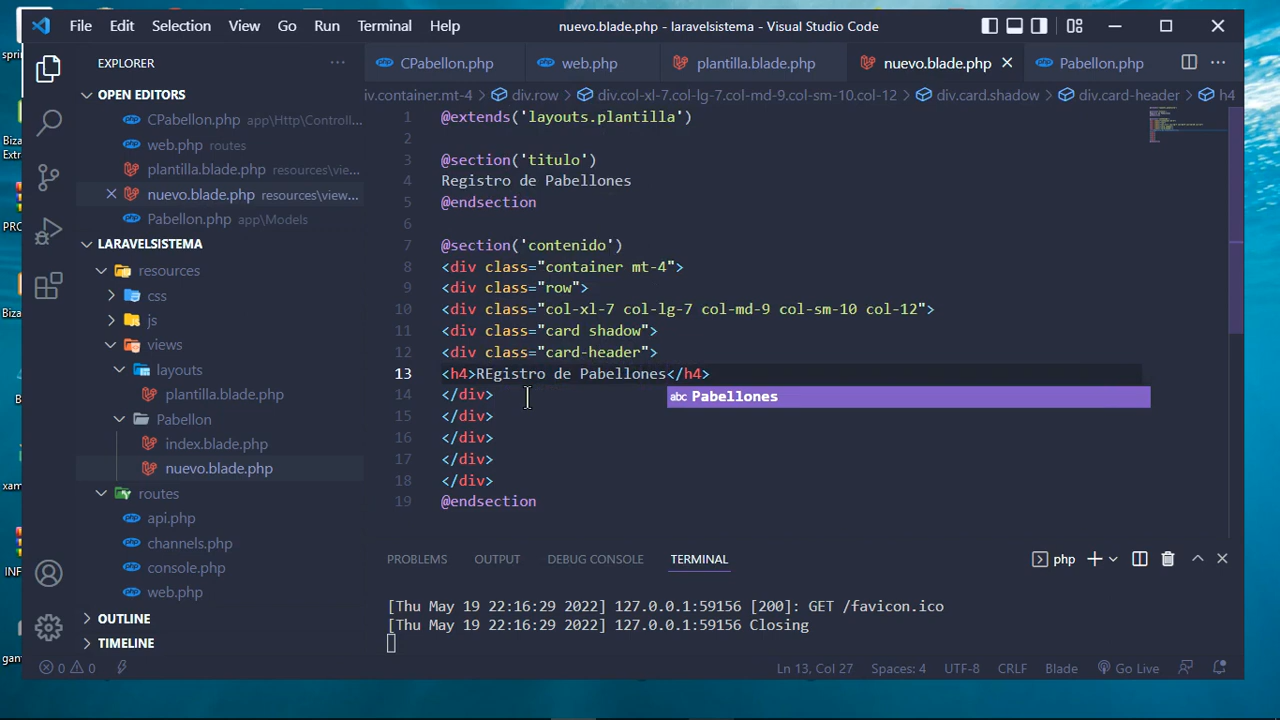 File Edit Selection View Go Run Terminal Help
nuevo.blade.php - laravelsistema - Visual Studio Code
EXPLORER
OPEN EDITORS
CPabellon.php app\Http\Controll...
web.php routes
plantilla.blade.php resources\vie...
nuevo.blade.php resources\view...
Pabellon.php app\Models
LARAVELSISTEMA
resources
css
js
views
layouts
plantilla.blade.php
Pabellon
index.blade.php
nuevo.blade.php
routes
api.php
channels.php
console.php
web.php
OUTLINE
TIMELINE
CPabellon.php web.php plantilla.blade.php nuevo.blade.php Pabellon.php
iv.container.mt-4 > div.row > div.col-xl-7.col-lg-7.col-md-9.col-sm-10.col-12 > div.card.shadow > div.card-header > h4
1 @extends('layouts.plantilla')
2
3 @section('titulo')
4 Registro de Pabellones
5 @endsection
6
7 @section('contenido')
8 <div class="container mt-4">
9 <div class="row">
10 <div class="col-xl-7 col-lg-7 col-md-9 col-sm-10 col-12">
11 <div class="card shadow">
12 <div class="card-header">
13 <h4>REgistro de Pabellones</h4>
14 </div>
abc Pabellones
15 </div>
16 </div>
17 </div>
18 </div>
19 @endsection
PROBLEMS OUTPUT DEBUG CONSOLE TERMINAL
php
[Thu May 19 22:16:29 2022] 127.0.0.1:59156 [200]: GET /favicon.ico
[Thu May 19 22:16:29 2022] 127.0.0.1:59156 Closing
0 0
Ln 13, Col 27 Spaces: 4 UTF-8 CRLF Blade Go Live